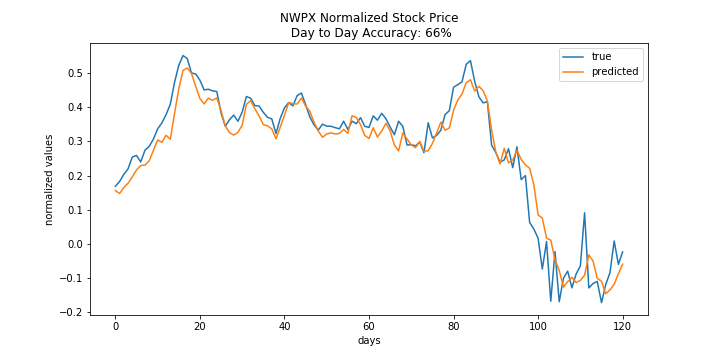 NWPX Normalized Stock Price
Day to Day Accuracy: 66%
true
predicted
normalized values
0.5
0.4
0.3
0.2
0.1
0.0
−0.1
−0.2
0
20
40
60
80
100
120
days